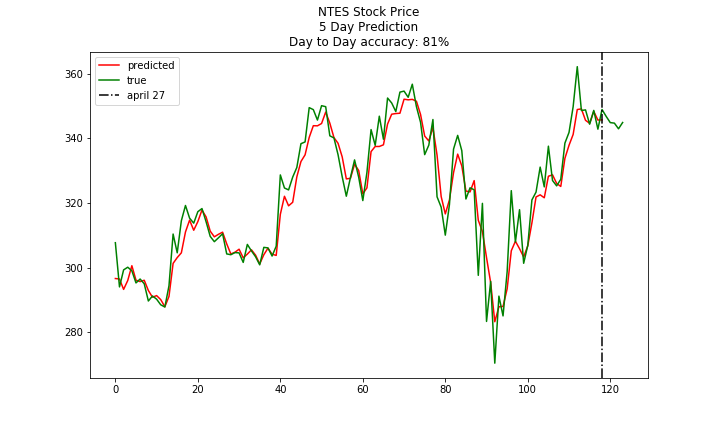 NTES Stock Price
5 Day Prediction
Day to Day accuracy: 81%
predicted
true
april 27
360
340
320
300
280
0
20
40
60
80
100
120